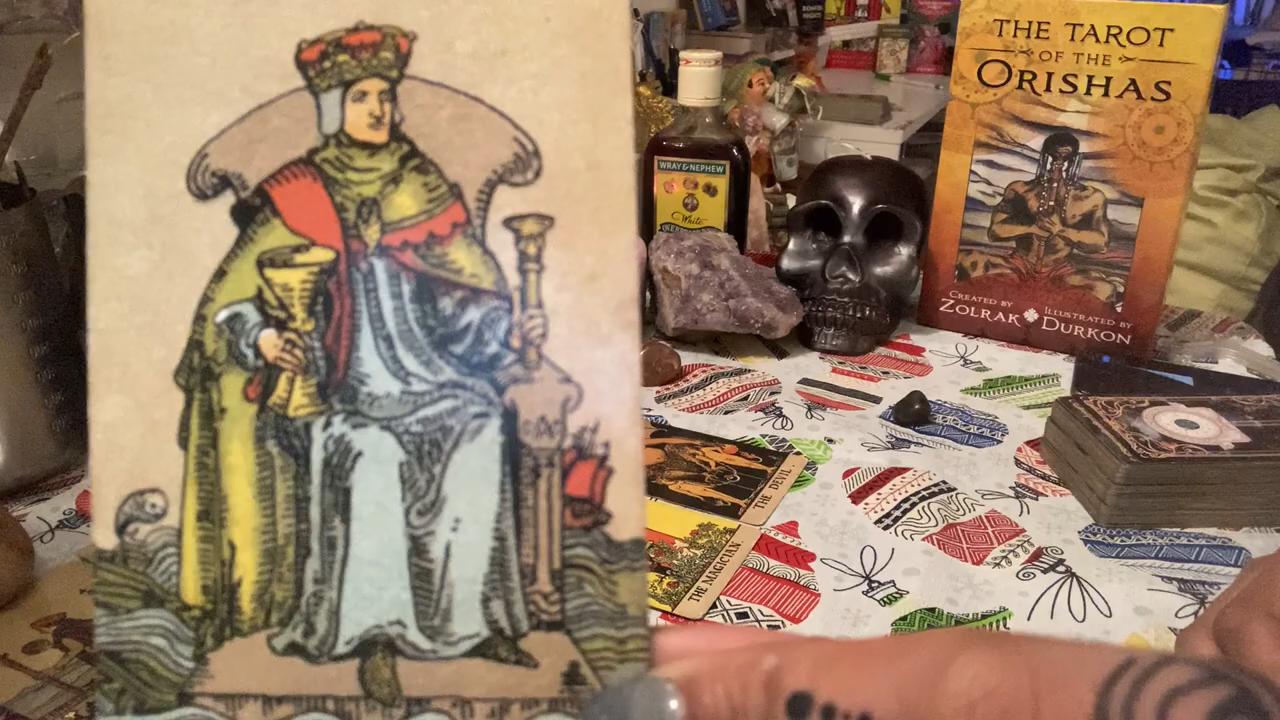 THE TAROT
OF THE
ORISHAS
CREATED BY
ZOLRAK
ILLUSTRATED BY
DURKON
WRAY & NEPHEW
White
THE DEVIL.
THE MAGICIAN